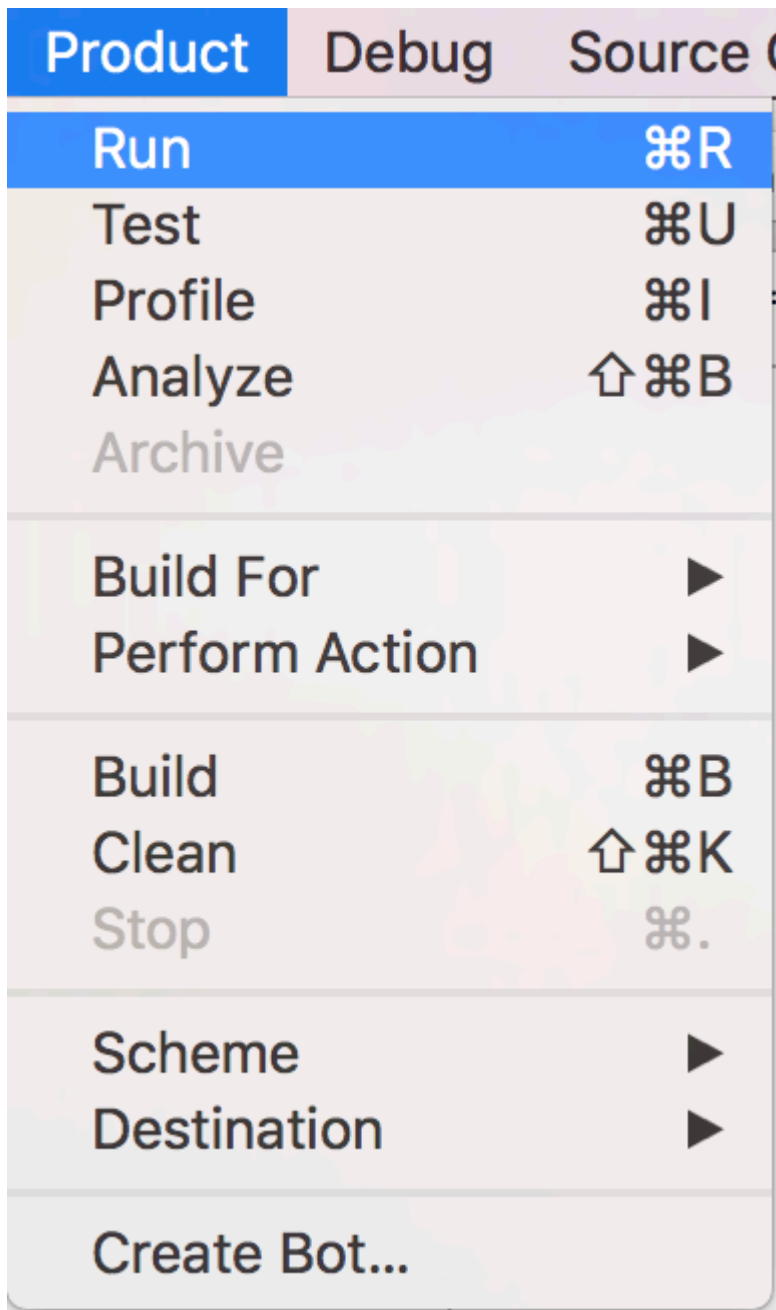 Product Debug Source
Run ⌘R
Test ⌘U
Profile ⌘I
Analyze ⇧⌘B
Archive
Build For ▶
Perform Action ▶
Build ⌘B
Clean ⇧⌘K
Stop ⌘.
Scheme ▶
Destination ▶
Create Bot...